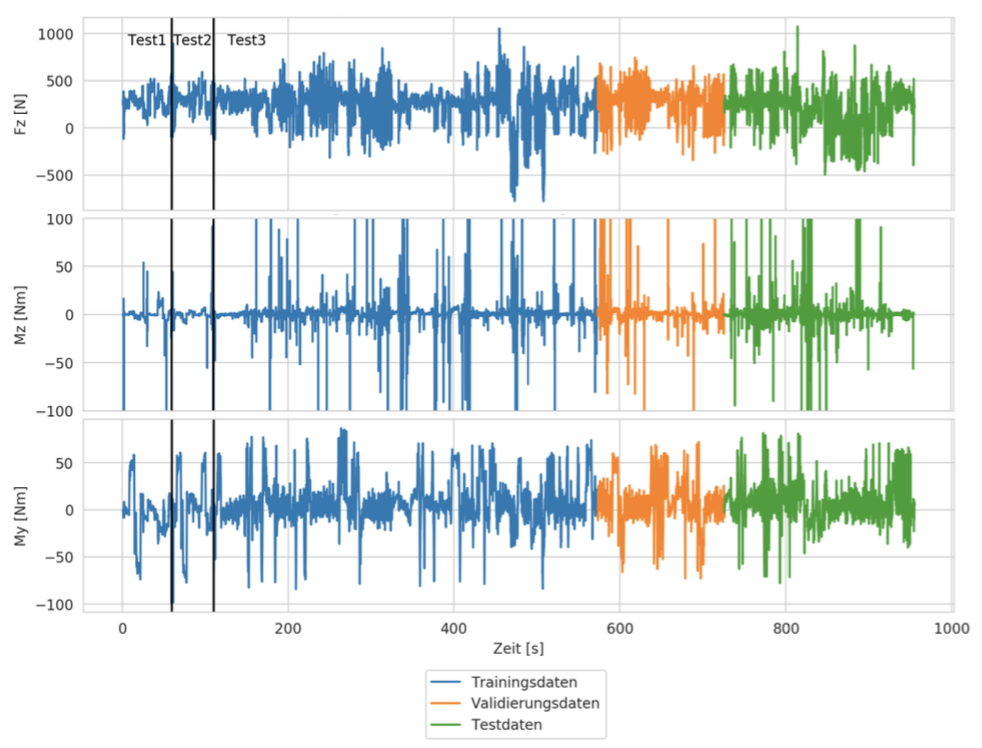 Test1
Test2
Test3
1000
500
0
−500
Fz [N]
100
50
0
−50
−100
Mz [Nm]
50
0
−50
−100
My [Nm]
0
200
400
600
800
1000
Zeit [s]
Trainingsdaten
Validierungsdaten
Testdaten